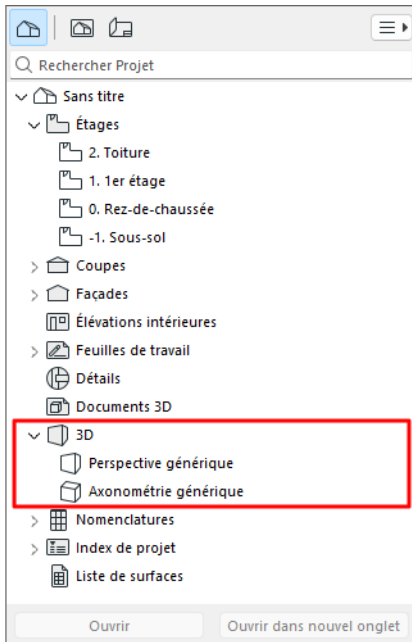 Rechercher Projet
Sans titre
Étages
2. Toiture
1. 1er étage
0. Rez-de-chaussée
-1. Sous-sol
Coupes
Façades
Élévations intérieures
Feuilles de travail
Détails
Documents 3D
3D
Perspective générique
Axonométrie générique
Nomenclatures
Index de projet
Liste de surfaces
Ouvrir Ouvrir dans nouvel onglet